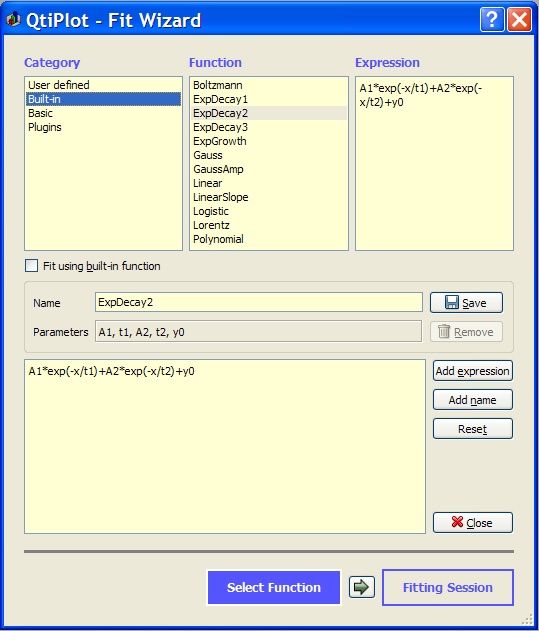 QtiPlot - Fit Wizard
Category
Function
Expression
User defined
Built-in
Basic
Plugins
Boltzmann
ExpDecay1
ExpDecay2
ExpDecay3
ExpGrowth
Gauss
GaussAmp
Linear
LinearSlope
Logistic
Lorentz
Polynomial
A1*exp(-x/t1)+A2*exp(-
x/t2)+y0
Fit using built-in function
Name
ExpDecay2
Save
Parameters
A1, t1, A2, t2, y0
Remove
A1*exp(-x/t1)+A2*exp(-x/t2)+y0
Add expression
Add name
Reset
Close
Select Function
Fitting Session